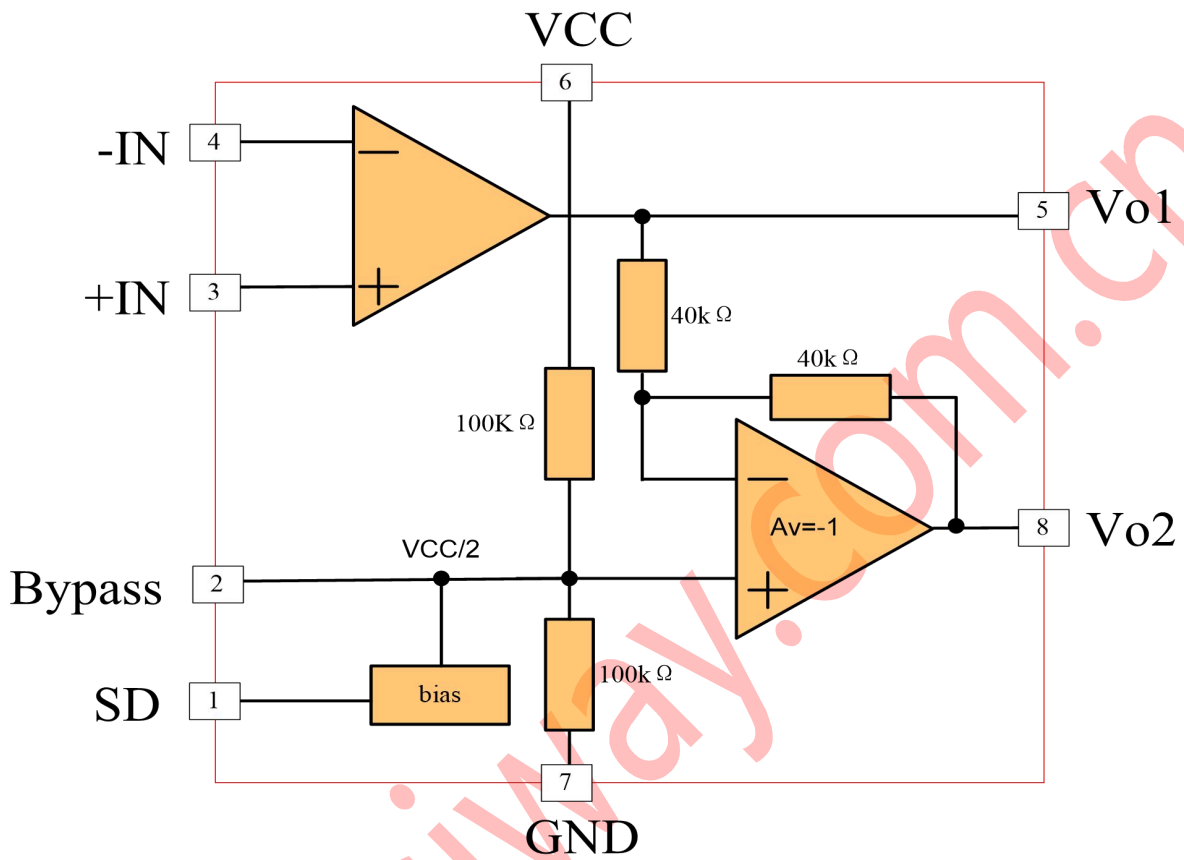 VCC
6
-IN
4
5
Vo1
+IN
3
40kΩ
40kΩ
100KΩ
Av=-1
8
Vo2
VCC/2
Bypass
2
SD
1
bias
100kΩ
7
GND
way.com.cn